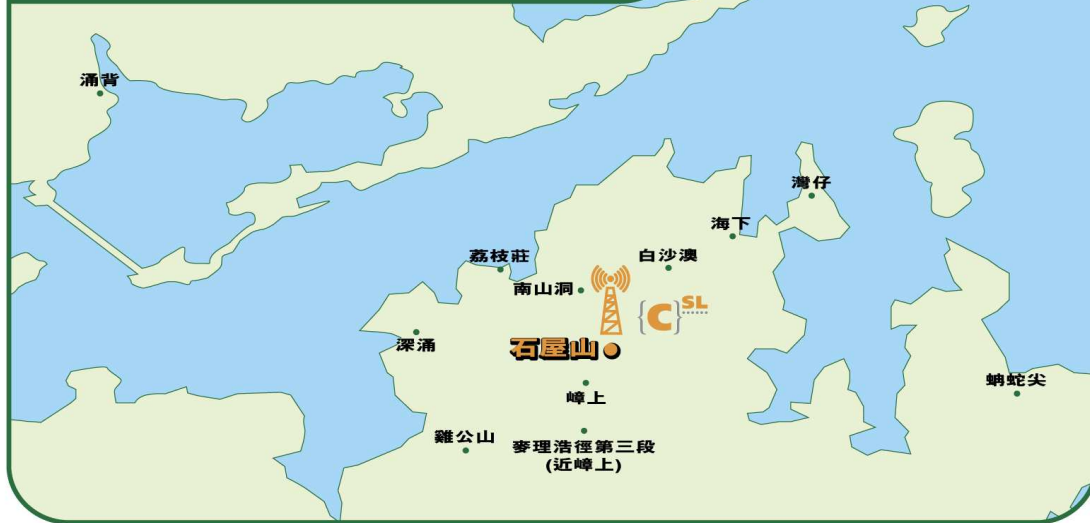 涌背
灣仔
海下
荔枝莊
白沙澳
南山洞
{C}SL
深涌
石屋山
蚺蛇尖
嶂上
雞公山
麥理浩徑第三段
(近嶂上)